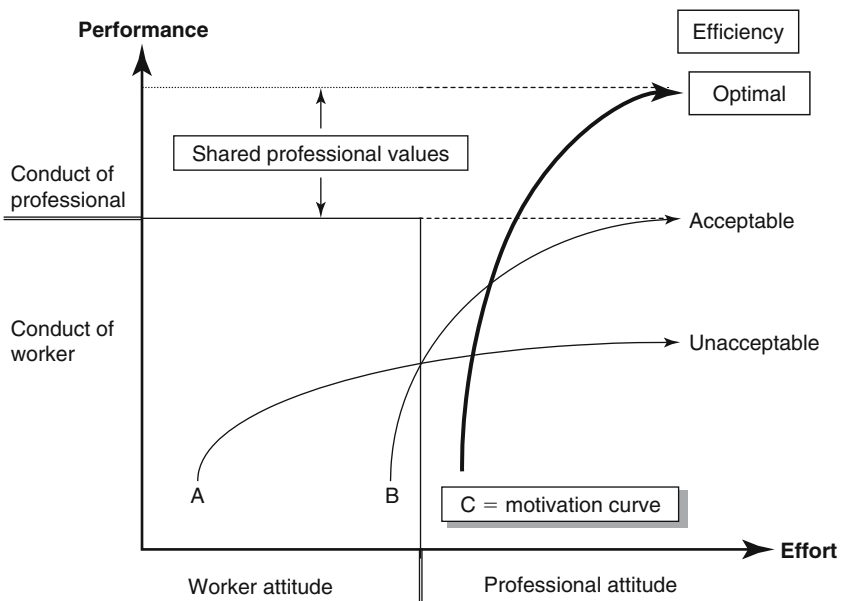 Performance
Efficiency
Optimal
Shared professional values
Conduct of
professional
Acceptable
Conduct of
worker
Unacceptable
A
B
C = motivation curve
Effort
Worker attitude
Professional attitude